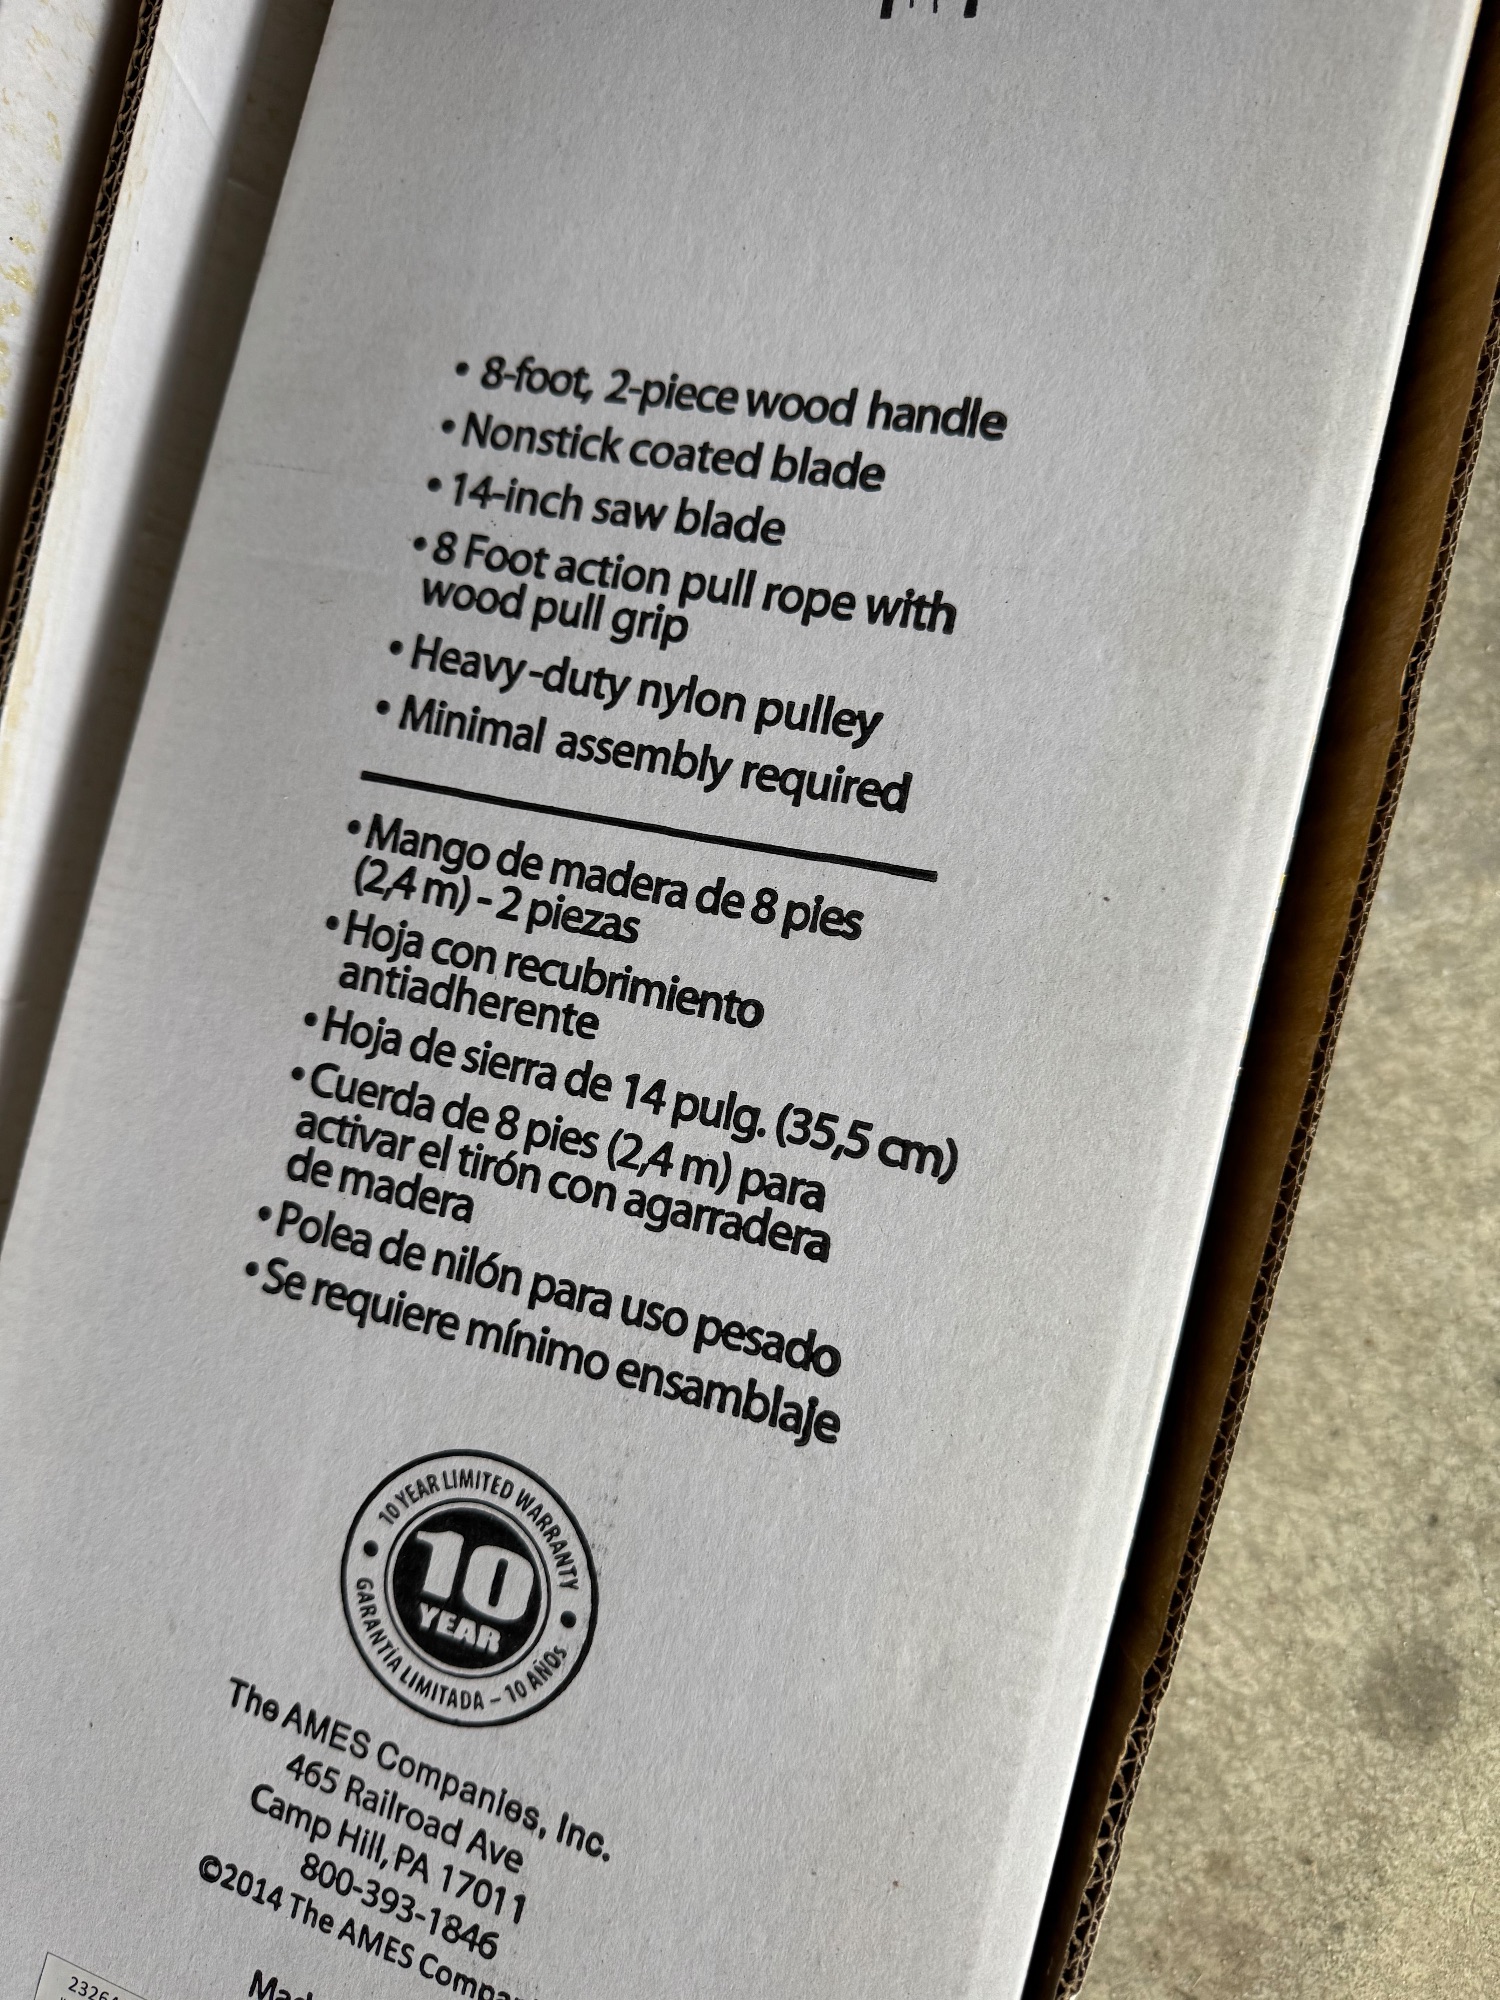 • 8-foot, 2-piece wood handle
• Nonstick coated blade
• 14-inch saw blade
• 8 Foot action pull rope with
wood pull grip
• Heavy-duty nylon pulley
• Minimal assembly required
• Mango de madera de 8 pies
(2,4 m) - 2 piezas
• Hoja con recubrimiento
antiadherente
• Hoja de sierra de 14 pulg. (35,5 cm)
• Cuerda de 8 pies (2,4 m) para
activar el tirón con agarradera
de madera
• Polea de nilón para uso pesado
• Se requiere mínimo ensamblaje
10 YEAR LIMITED WARRANTY
10
YEAR
GARANTÍA LIMITADA – 10 AÑOS
The AMES Companies, Inc.
465 Railroad Ave
Camp Hill, PA 17011
800-393-1846
©2014 The AMES